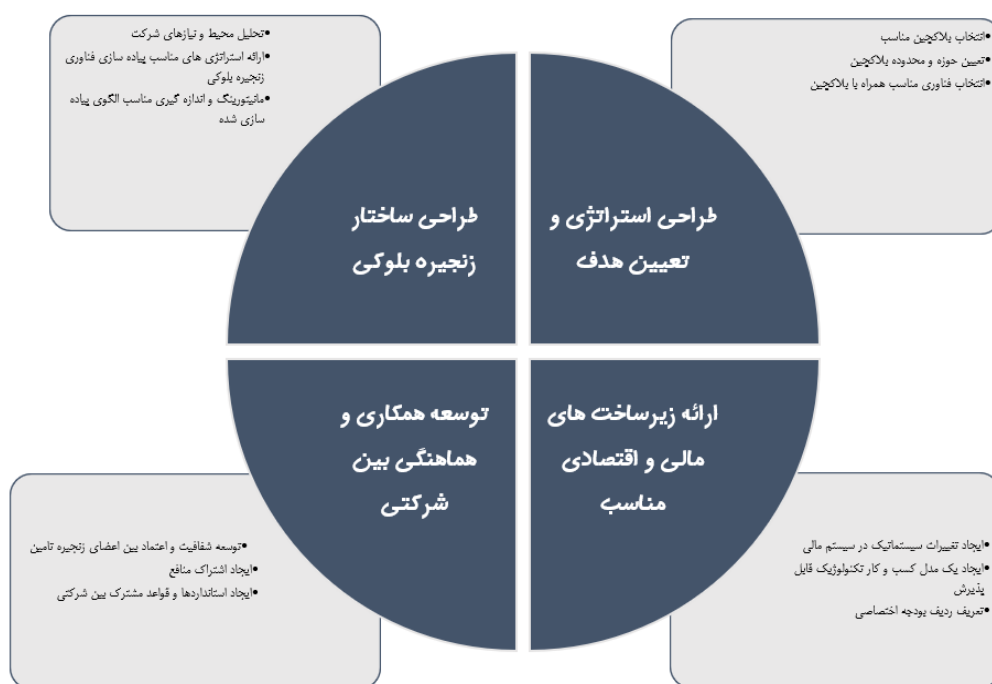 •انتخاب بلاکچین مناسب
•تعیین حوزه و محدوده بلاکچین
•انتخاب فناوری مناسب همراه با بلاکچین
•تحلیل محیط و نیازهای شرکت
•ارائه استراتژی های مناسب پیاده سازی فناوری
زنجیره بلوکی
•مانیتورینگ و اندازه گیری مناسب الگوی پیاده
سازی شده
طراحی استراتژی و
تعیین هدف
طراحی ساختار
زنجیره بلوکی
ارائه زیرساخت های
مالی و اقتصادی
مناسب
توسعه همکاری و
هماهنگی بین
شرکتی
•ایجاد تغییرات سیستماتیک در سیستم مالی
•ایجاد یک مدل کسب و کار تکنولوژیک قابل
پذیرش
•تعریف ردیف بودجه اختصاصی
•توسعه شفافیت و اعتماد بین اعضای زنجیره تامین
•ایجاد اشتراک منافع
•ایجاد استانداردها و قواعد مشترک بین شرکتی